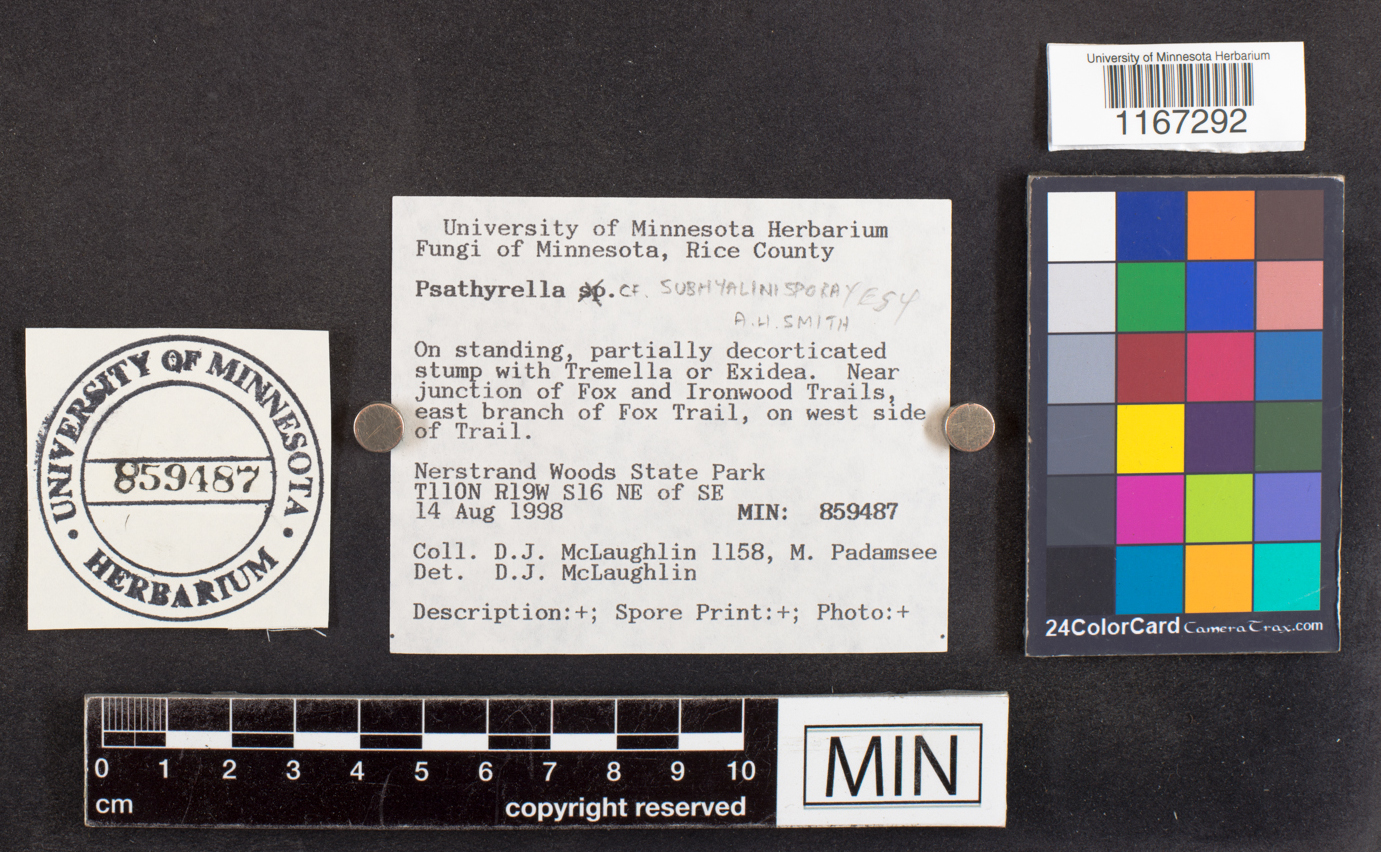 University of Minnesota Herbarium
1167292
University of Minnesota Herbarium
Fungi of Minnesota, Rice County
Psathyrella sp. CF. SUBHYALINISPORA
A.H. SMITH
On standing, partially decorticated
stump with Tremella or Exidea. Near
junction of Fox and Ironwood Trails,
east branch of Fox Trail, on west side
of Trail.
Nerstrand Woods State Park
T110N R19W S16 NE of SE
14 Aug 1998 MIN: 859487
Coll. D.J. McLaughlin 1158, M. Padamsee
Det. D.J. McLaughlin
Description:+; Spore Print:+; Photo:+
UNIVERSITY OF MINNESOTA
859487
• HERBARIUM •
24ColorCard CameraTrax.com
0 1 2 3 4 5 6 7 8 9 10
cm
copyright reserved
MIN